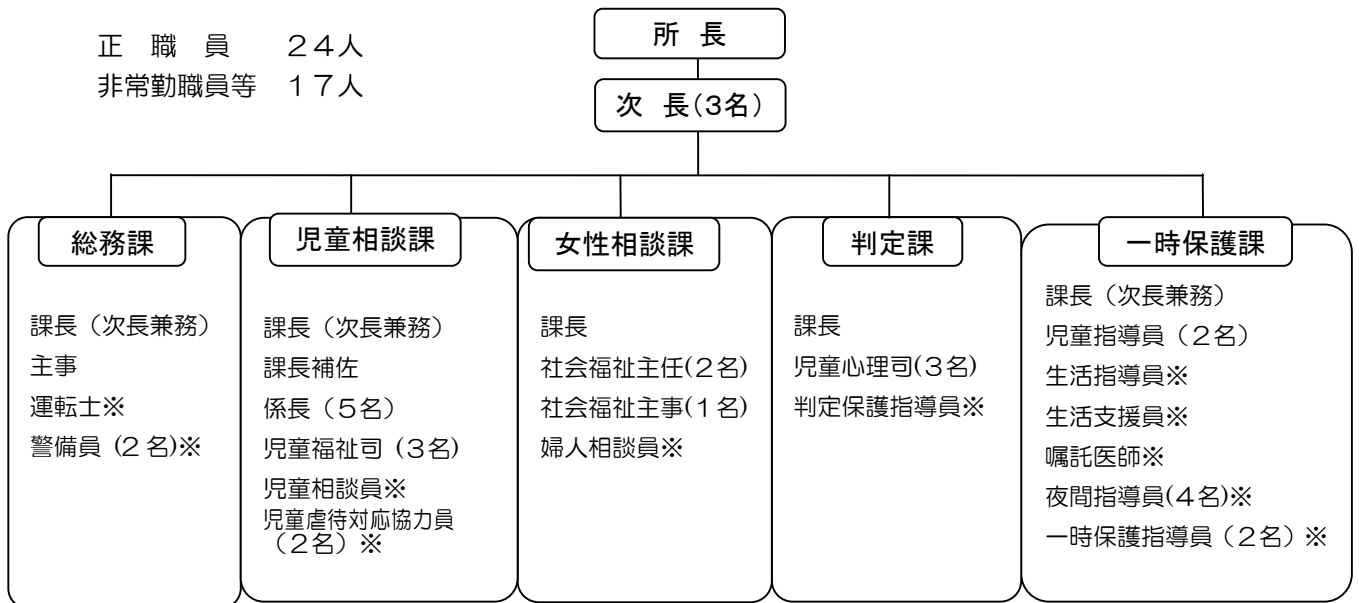 正　職　員　　２４人
非常勤職員等　１７人
所 長
次 長(3名)
総務課
課長（次長兼務）
主事
運転士※
警備員 (２名)※
児童相談課
課長（次長兼務）
課長補佐
係長（５名）
児童福祉司 (３名)
児童相談員※
児童虐待対応協力員
（２名）※
女性相談課
課長
社会福祉主任(２名)
社会福祉主事(１名)
婦人相談員※
判定課
課長
児童心理司(３名)
判定保護指導員※
一時保護課
課長（次長兼務）
児童指導員（２名）
生活指導員※
生活支援員※
嘱託医師※
夜間指導員(４名)※
一時保護指導員（２名）※